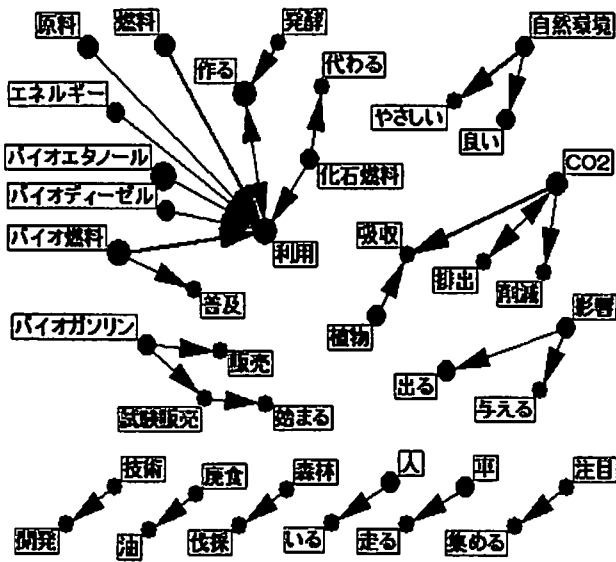 原料
燃料
発酵
自然環境
作る
代わる
エネルギー
やさしい
良い
バイオエタノール
化石燃料
CO2
バイオディーゼル
バイオ燃料
利用
吸収
排出
削減
普及
植物
影響
バイオガソリン
販売
出る
与える
試験販売
始まる
技術
廃食
森林
人
車
注目
開発
油
伐採
いる
走る
集める